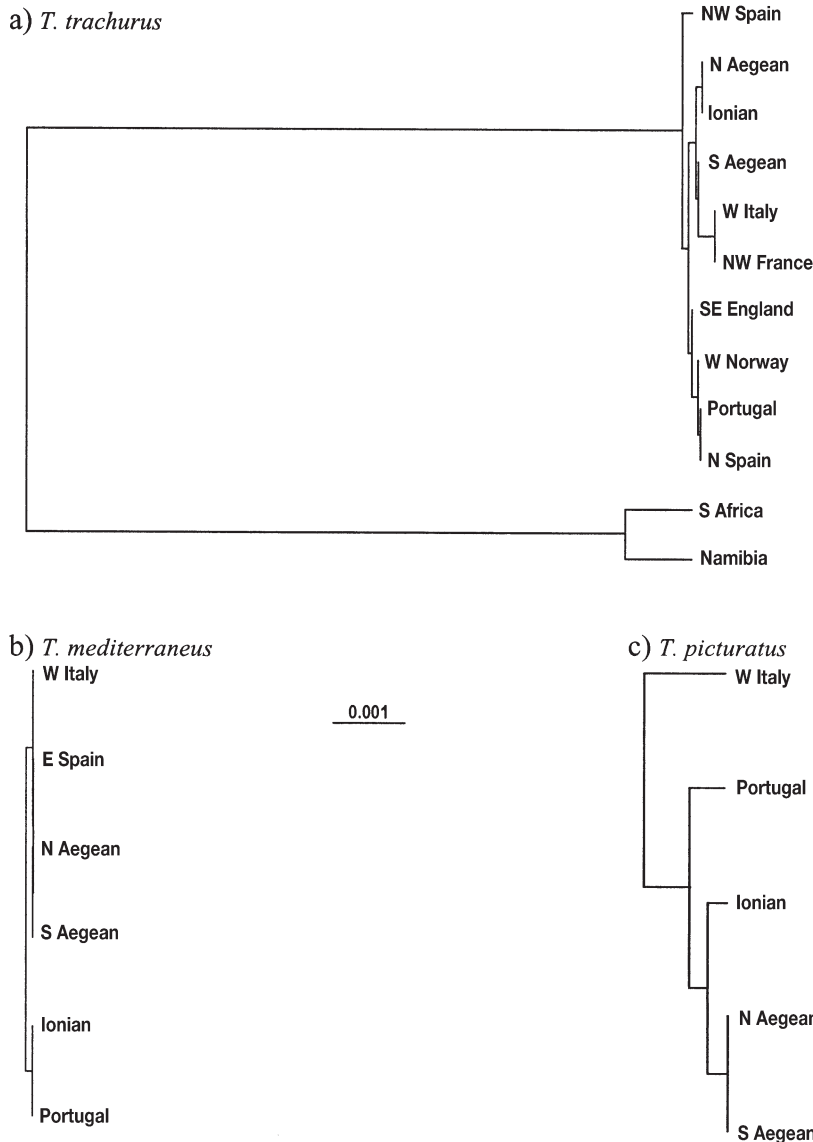 a) T. trachurus
NW Spain
N Aegean
Ionian
S Aegean
W Italy
NW France
SE England
W Norway
Portugal
N Spain
S Africa
Namibia
b) T. mediterraneus
W Italy
E Spain
N Aegean
S Aegean
Ionian
Portugal
0.001
c) T. picturatus
W Italy
Portugal
Ionian
N Aegean
S Aegean